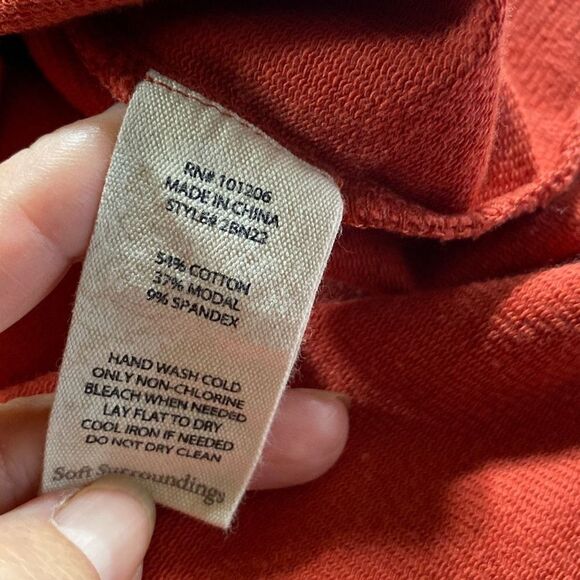 RN# 101206
MADE IN CHINA
STYLE# 2BN22
54% COTTON
37% MODAL
9% SPANDEX
HAND WASH COLD
ONLY NON-CHLORINE
BLEACH WHEN NEEDED
LAY FLAT TO DRY
COOL IRON IF NEEDED
DO NOT DRY CLEAN
Soft Surroundings